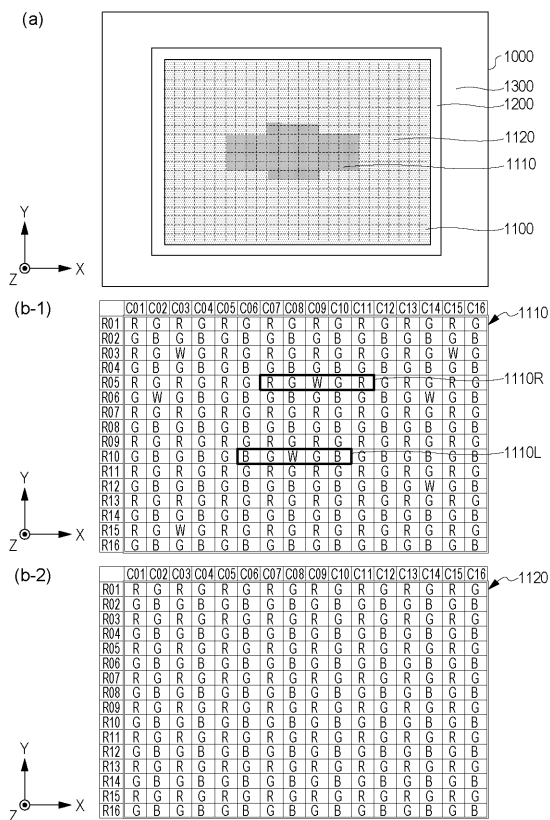 (a)
1000
1300
1200
1120
1110
1100
Y
Z X
(b-1)
C01 C02 C03 C04 C05 C06 C07 C08 C09 C10 C11 C12 C13 C14 C15 C16
R01 R G R G R G R G R G R G R G R G 1110
R02 G B G B G B G B G B G B G B G B
R03 R G W G R G R G R G R G R G W G
R04 G B G B G B G B G B G B G B G B
R05 R G R G R G R G W G R G R G R G 1110R
R06 G W G B G B G B G B G B G W G B
R07 R G R G R G R G R G R G R G R G
R08 G B G B G B G B G B G B G B G B
R09 R G R G R G R G R G R G R G R G
R10 G B G B G B G W G B G B G B G B 1110L
R11 R G R G R G R G R G R G R G R G
R12 G B G B G B G B G B G B G W G B
R13 R G R G R G R G R G R G R G R G
R14 G B G B G B G B G B G B G B G B
R15 R G W G R G R G R G R G R G R G
R16 G B G B G B G B G B G B G B G B
Y
Z X
(b-2)
C01 C02 C03 C04 C05 C06 C07 C08 C09 C10 C11 C12 C13 C14 C15 C16
R01 R G R G R G R G R G R G R G R G 1120
R02 G B G B G B G B G B G B G B G B
R03 R G R G R G R G R G R G R G R G
R04 G B G B G B G B G B G B G B G B
R05 R G R G R G R G R G R G R G R G
R06 G B G B G B G B G B G B G B G B
R07 R G R G R G R G R G R G R G R G
R08 G B G B G B G B G B G B G B G B
R09 R G R G R G R G R G R G R G R G
R10 G B G B G B G B G B G B G B G B
R11 R G R G R G R G R G R G R G R G
R12 G B G B G B G B G B G B G B G B
R13 R G R G R G R G R G R G R G R G
R14 G B G B G B G B G B G B G B G B
R15 R G R G R G R G R G R G R G R G
R16 G B G B G B G B G B G B G B G B
Y
Z X